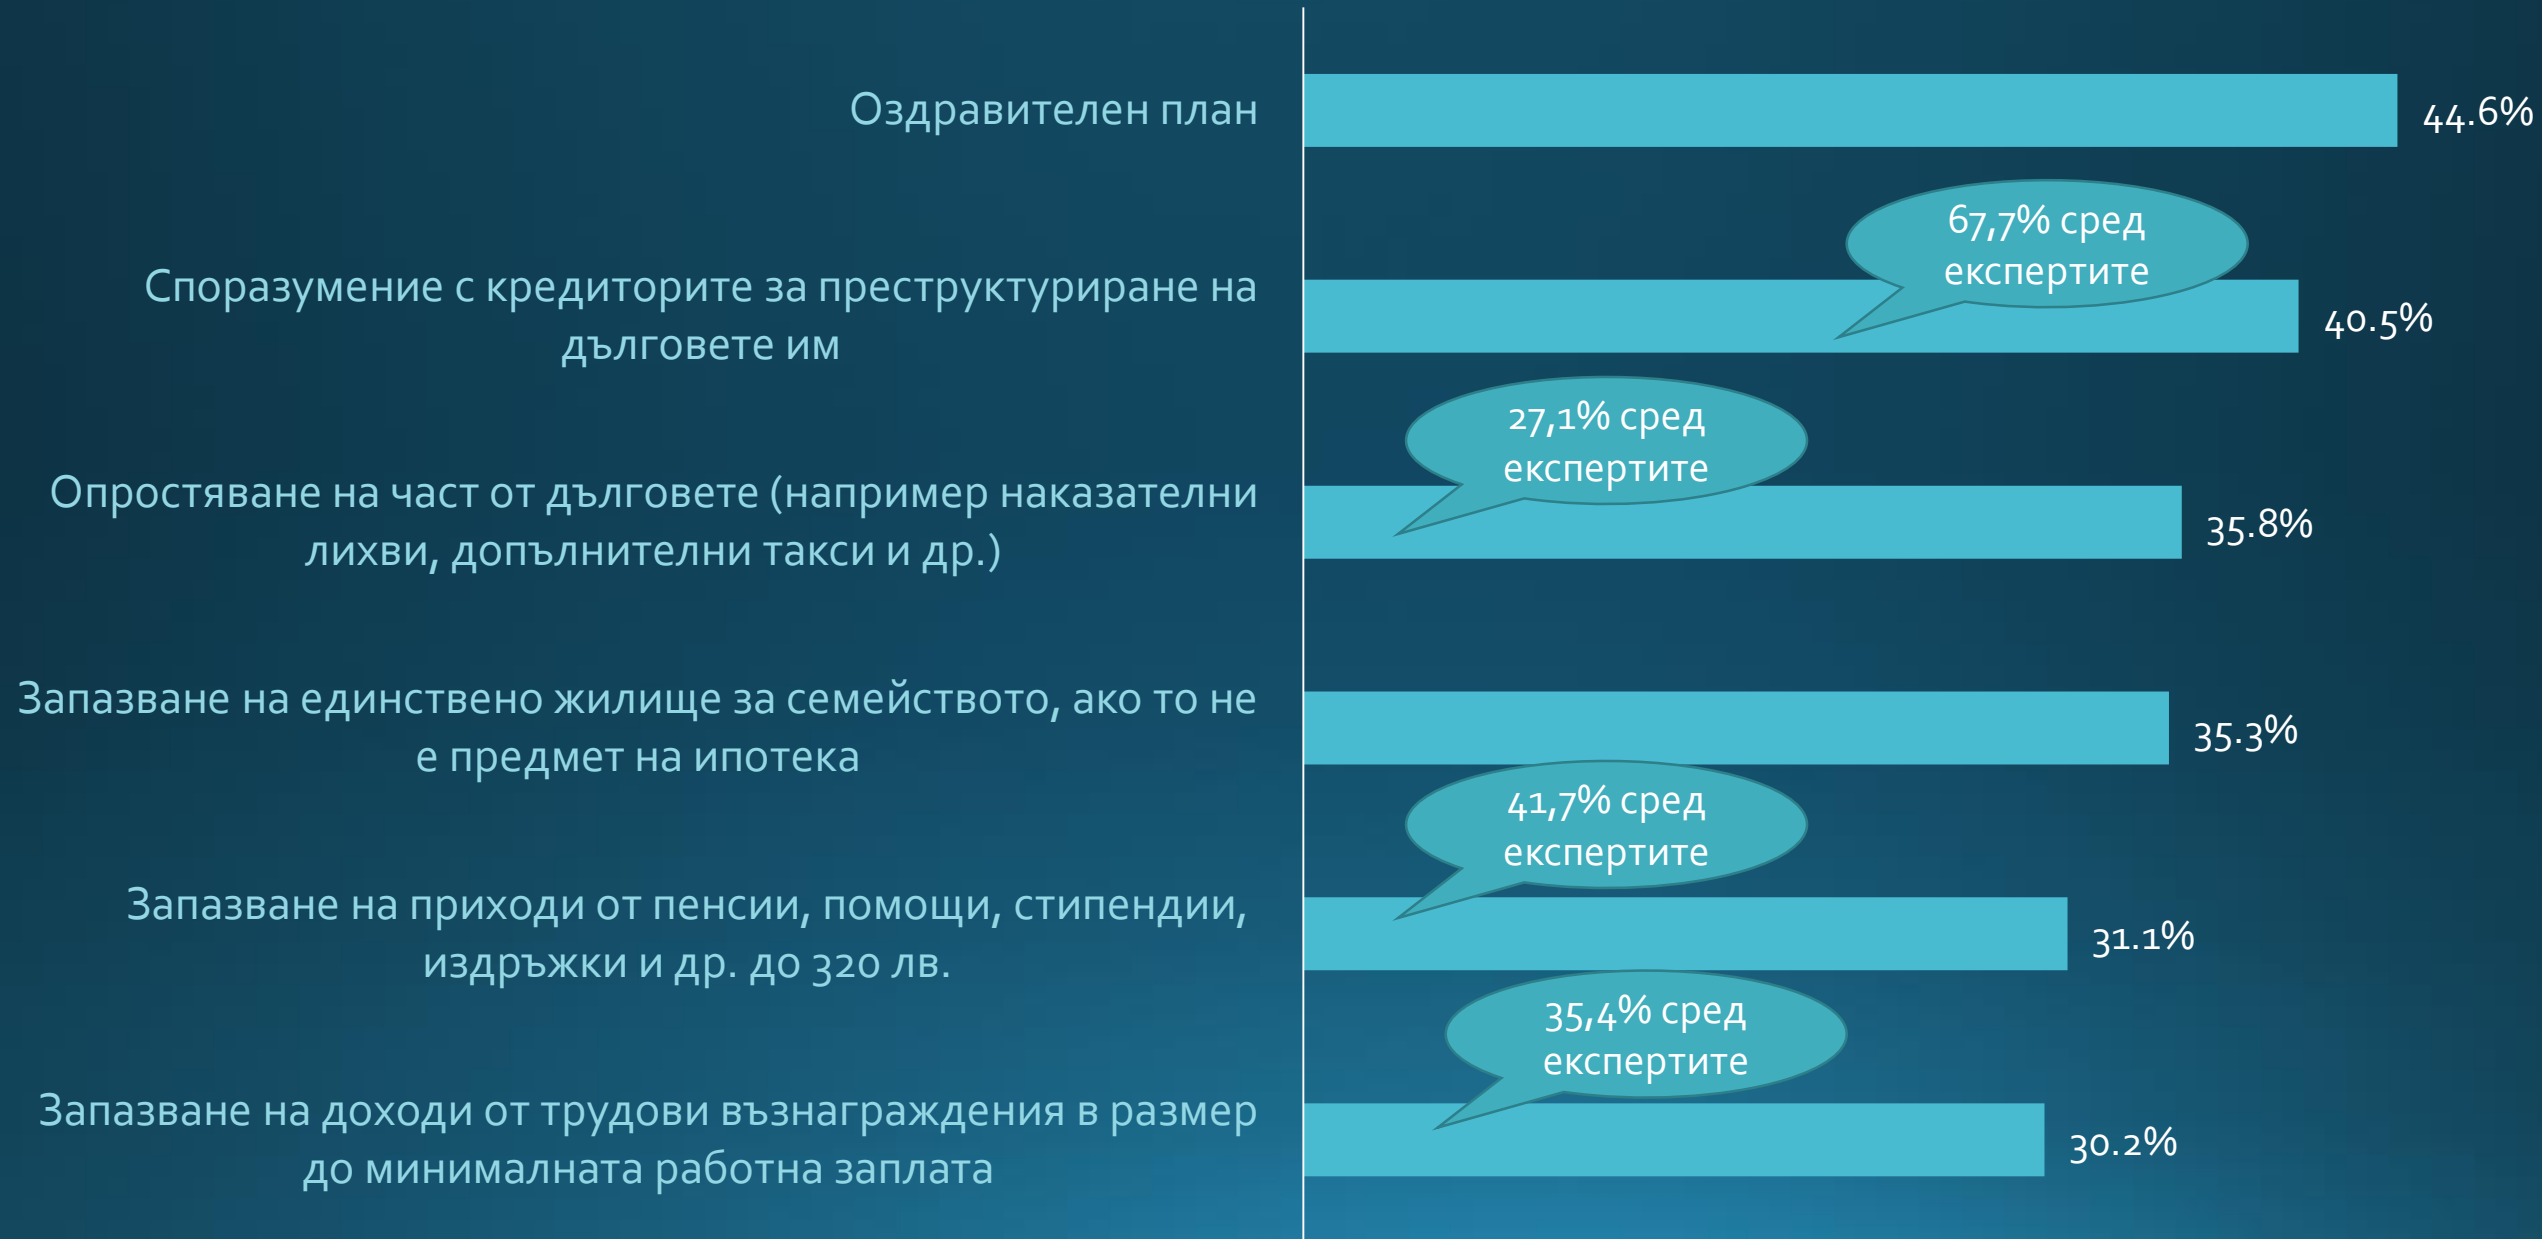 Оздравителен план
44.6%
67,7% сред
експертите
Споразумение с кредиторите за преструктуриране на
дълговете им
40.5%
27,1% сред
експертите
Опростяване на част от дълговете (например наказателни
лихви, допълнителни такси и др.)
35.8%
Запазване на единствено жилище за семейството, ако то не
е предмет на ипотека
35.3%
41,7% сред
експертите
Запазване на приходи от пенсии, помощи, стипендии,
издръжки и др. до 320 лв.
31.1%
35,4% сред
експертите
Запазване на доходи от трудови възнаграждения в размер
до минималната работна заплата
30.2%